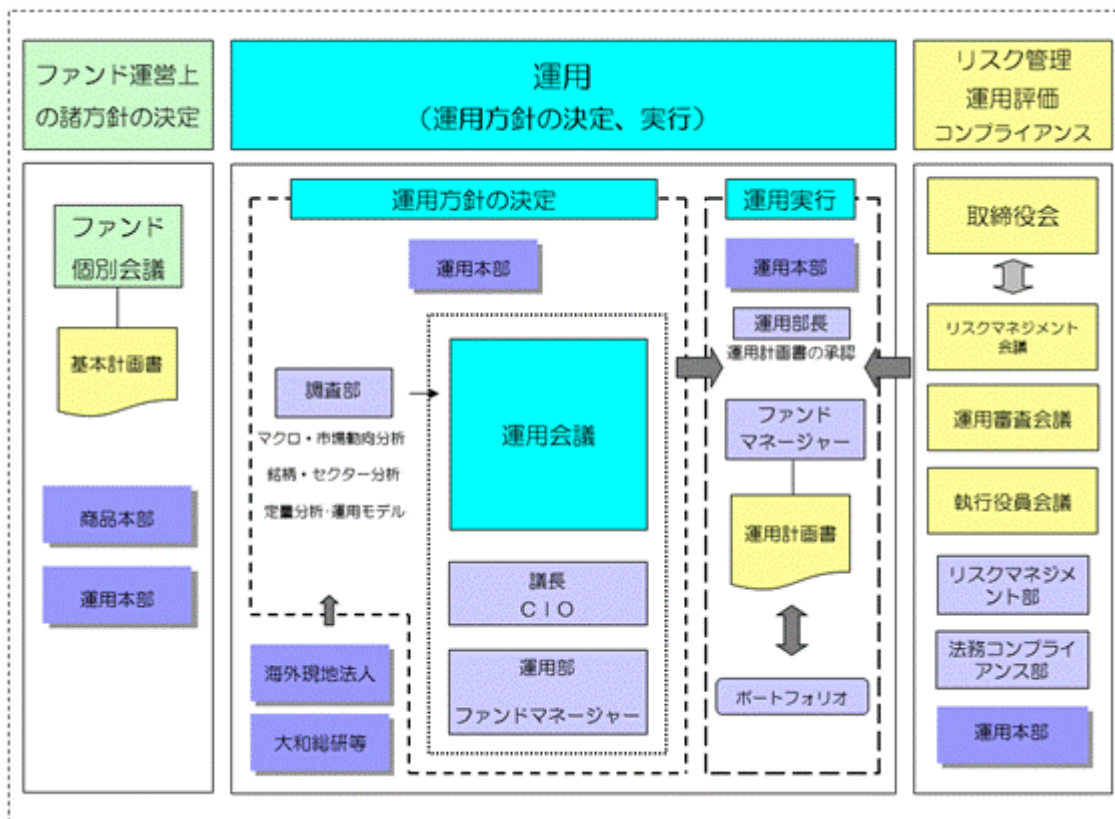 ファンド運営上
の諸方針の決定
運用
（運用方針の決定、実行）
リスク管理
運用評価
コンプライアンス
ファンド
個別会議
基本計画書
商品本部
運用本部
運用方針の決定
運用本部
調査部
マクロ・市場動向分析
銘柄・セクター分析
定量分析・運用モデル
運用会議
議長
ＣＩＯ
運用部
ファンドマネージャー
海外現地法人
大和総研等
運用実行
運用本部
運用部長
運用計画書の承認
ファンド
マネージャー
運用計画書
ポートフォリオ
取締役会
リスクマネジメント
会議
運用審査会議
執行役員会議
リスクマネジメ
ント部
法務コンプライ
アンス部
運用本部